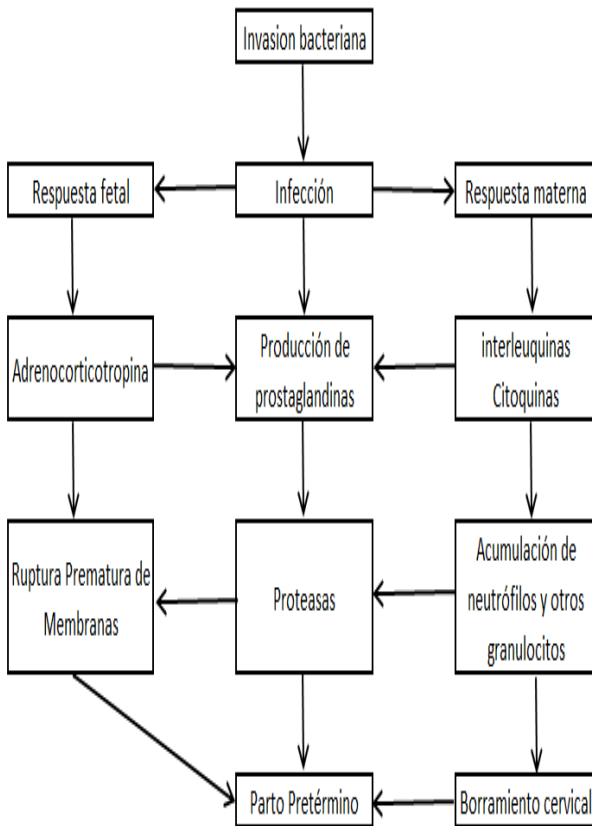 Invasion bacteriana
Respuesta fetal
Infección
Respuesta materna
Adrenocorticotropina
Producción de
prostaglandinas
interleuquinas
Citoquinas
Ruptura Prematura de
Membranas
Proteasas
Acumulación de
neutrófilos y otros
granulocitos
Parto Pretérmino
Borramiento cervical